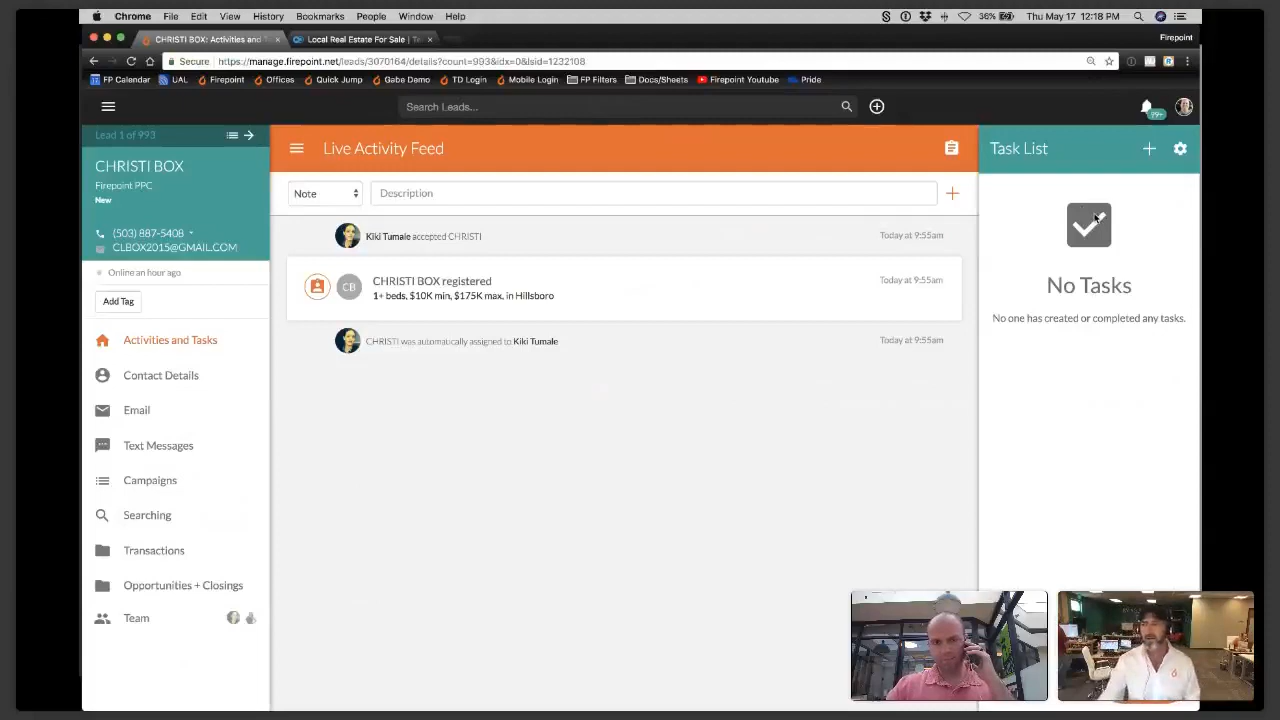 Chrome File Edit View History Bookmarks People Window Help 36% Thu May 17 12:18 PM
CHRISTI BOX: Activities and T Local Real Estate For Sale | Te Firepoint
Secure https://manage.firepoint.net/leads/3070164/details?count=993&idx=0&lsid=1232108
FP Calendar UAL Firepoint Offices Quick Jump Gabe Demo TD Login Mobile Login FP Filters Docs/Sheets Firepoint Youtube Pride
Search Leads...
99+
Lead 1 of 993
CHRISTI BOX
Firepoint PPC
New
(503) 887-5408
CLBOX2015@GMAIL.COM
Online an hour ago
Add Tag
Activities and Tasks
Contact Details
Email
Text Messages
Campaigns
Searching
Transactions
Opportunities + Closings
Team
Live Activity Feed
Note Description
Kiki Tumale accepted CHRISTI Today at 9:55am
CB CHRISTI BOX registered Today at 9:55am
1+ beds, $10K min, $175K max, in Hillsboro
CHRISTI was automatically assigned to Kiki Tumale Today at 9:55am
Task List
No Tasks
No one has created or completed any tasks.